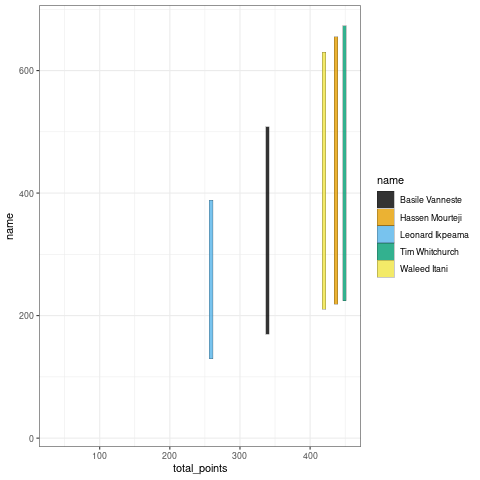 600
400
200
0
name
100
200
300
400
total_points
name
Basile Vanneste
Hassen Mourteji
Leonard Ikpeama
Tim Whitchurch
Waleed Itani